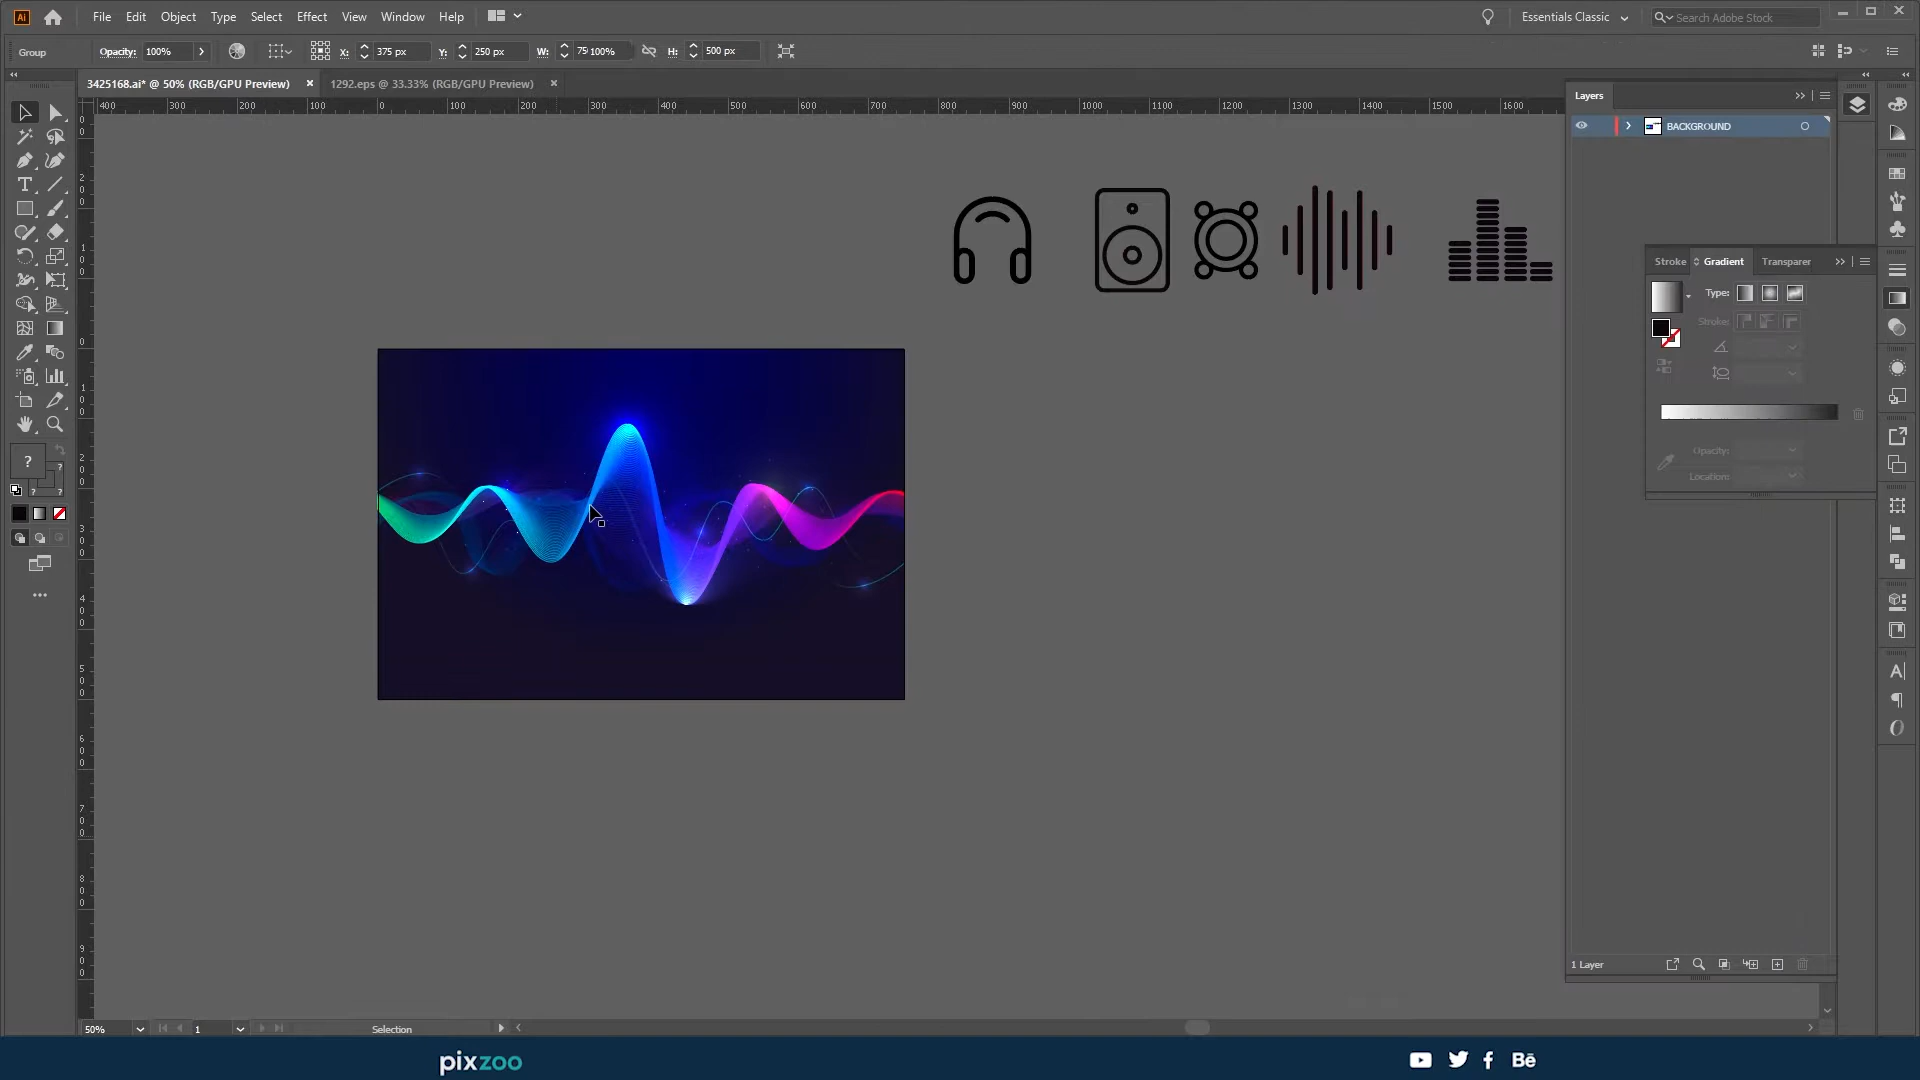 Ai File Edit Object Type Select Effect View Window Help Essentials Classic Search Adobe Stock
Group Opacity: 100% X: 375 px Y: 250 px W: 100% H: 500 px
3425168.ai* @ 50% (RGB/GPU Preview) × 1292.eps @ 33.33% (RGB/GPU Preview) ×
400 300 200 100 0 100 200 300 400 500 600 700 800 900 1000 1100 1200 1300 1400 1500 1600
Layers
BACKGROUND
Stroke Gradient Transparer
Type:
Stroke:
Opacity:
Location:
1 Layer
50% 1 Selection
pixzoo Bē